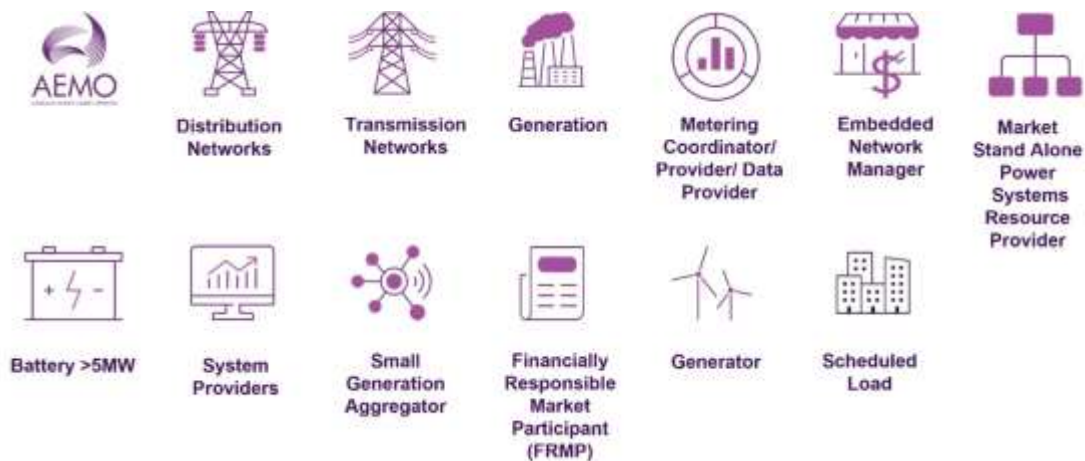 AEMO
Distribution
Networks
Transmission
Networks
Generation
Metering
Coordinator/
Provider/ Data
Provider
Embedded
Network
Manager
Market
Stand Alone
Power
Systems
Resource
Provider
Battery >5MW
System
Providers
Small
Generation
Aggregator
Financially
Responsible
Market
Participant
(FRMP)
Generator
Scheduled
Load